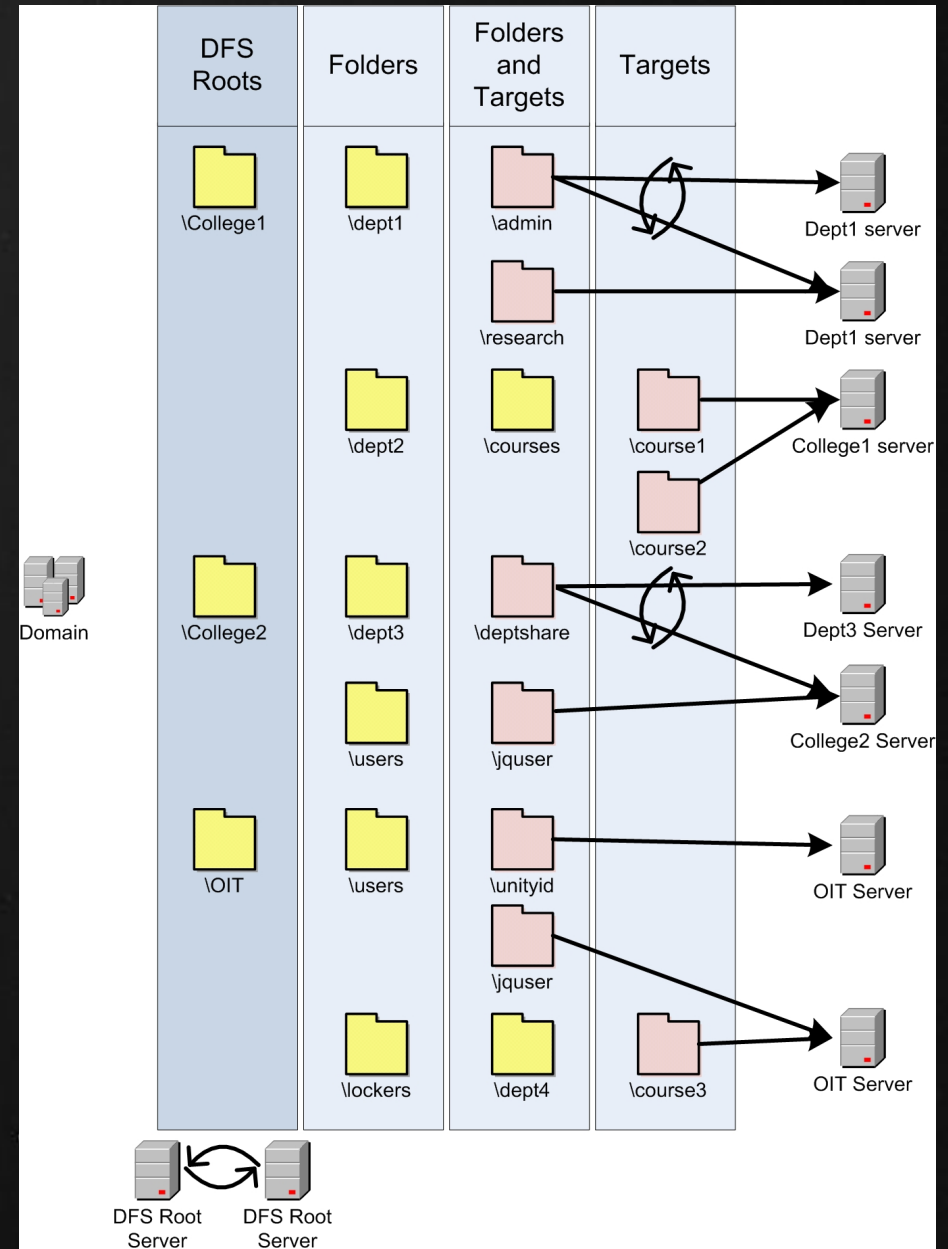 DFS
Roots
Folders
Folders
and
Targets
Targets
\College1
\dept1
\admin
Dept1 server
\research
Dept1 server
\dept2
\courses
\course1
College1 server
\course2
Domain
\College2
\dept3
\deptshare
Dept3 Server
\users
\jquser
College2 Server
\OIT
\users
\unityid
OIT Server
\jquser
\lockers
\dept4
\course3
OIT Server
DFS Root
Server
DFS Root
Server